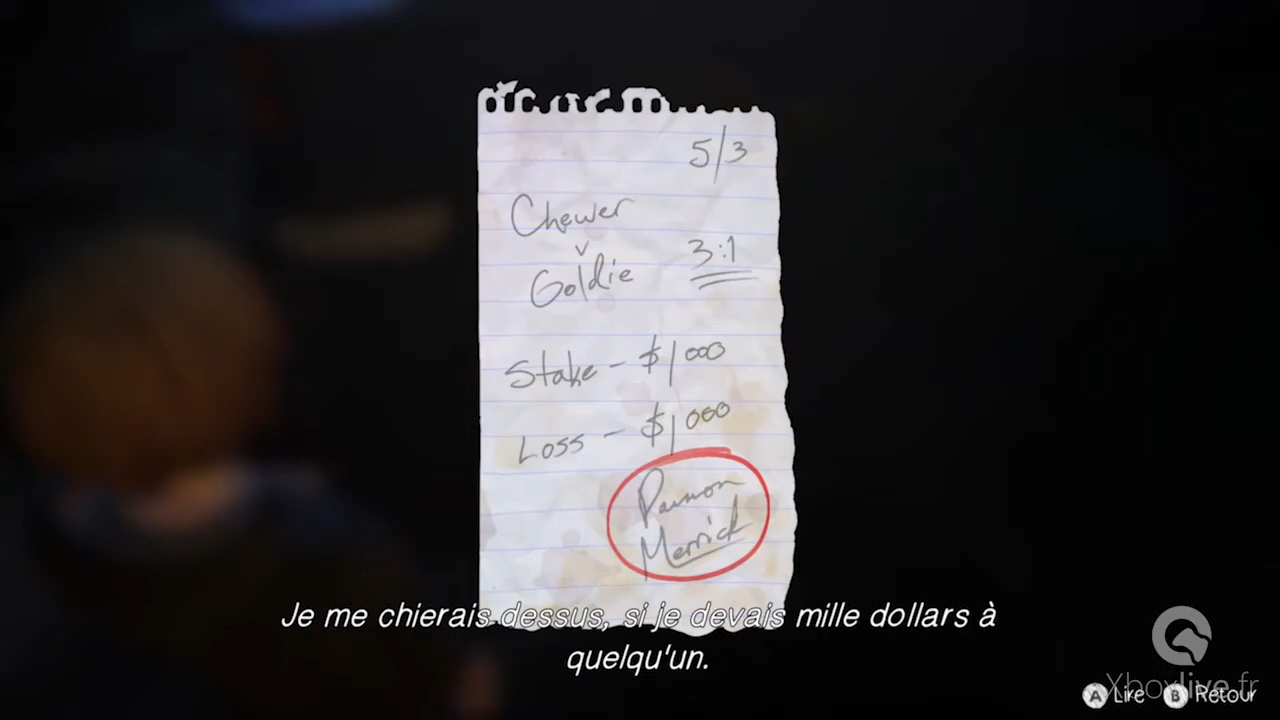 5/3
Chewer
v
Goldie 3:1
Stake - $1000
Loss - $1000
Damon
Merrick
Je me chierais dessus, si je devais mille dollars à
quelqu'un.
Xboxlive.fr
A Lire B Retour